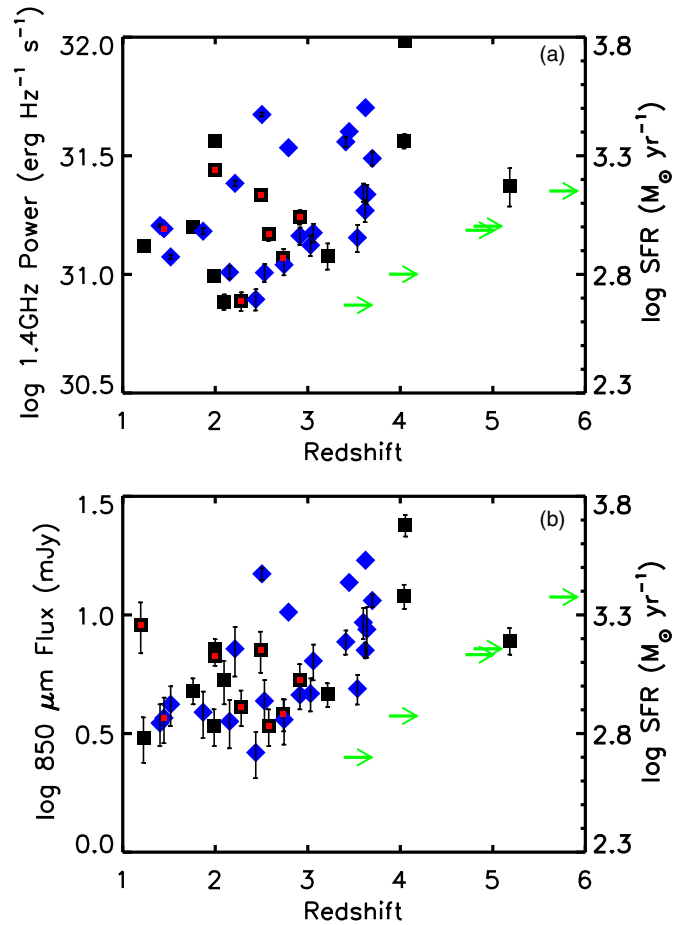 (a)
log 1.4GHz Power (erg Hz⁻¹ s⁻¹)
32.0
31.5
31.0
30.5
3.8
3.3
2.8
2.3
log SFR (M⊙ yr⁻¹)
1 2 3 4 5 6
Redshift
(b)
log 850 μm Flux (mJy)
1.5
1.0
0.5
0.0
3.8
3.3
2.8
2.3
log SFR (M⊙ yr⁻¹)
1 2 3 4 5 6
Redshift